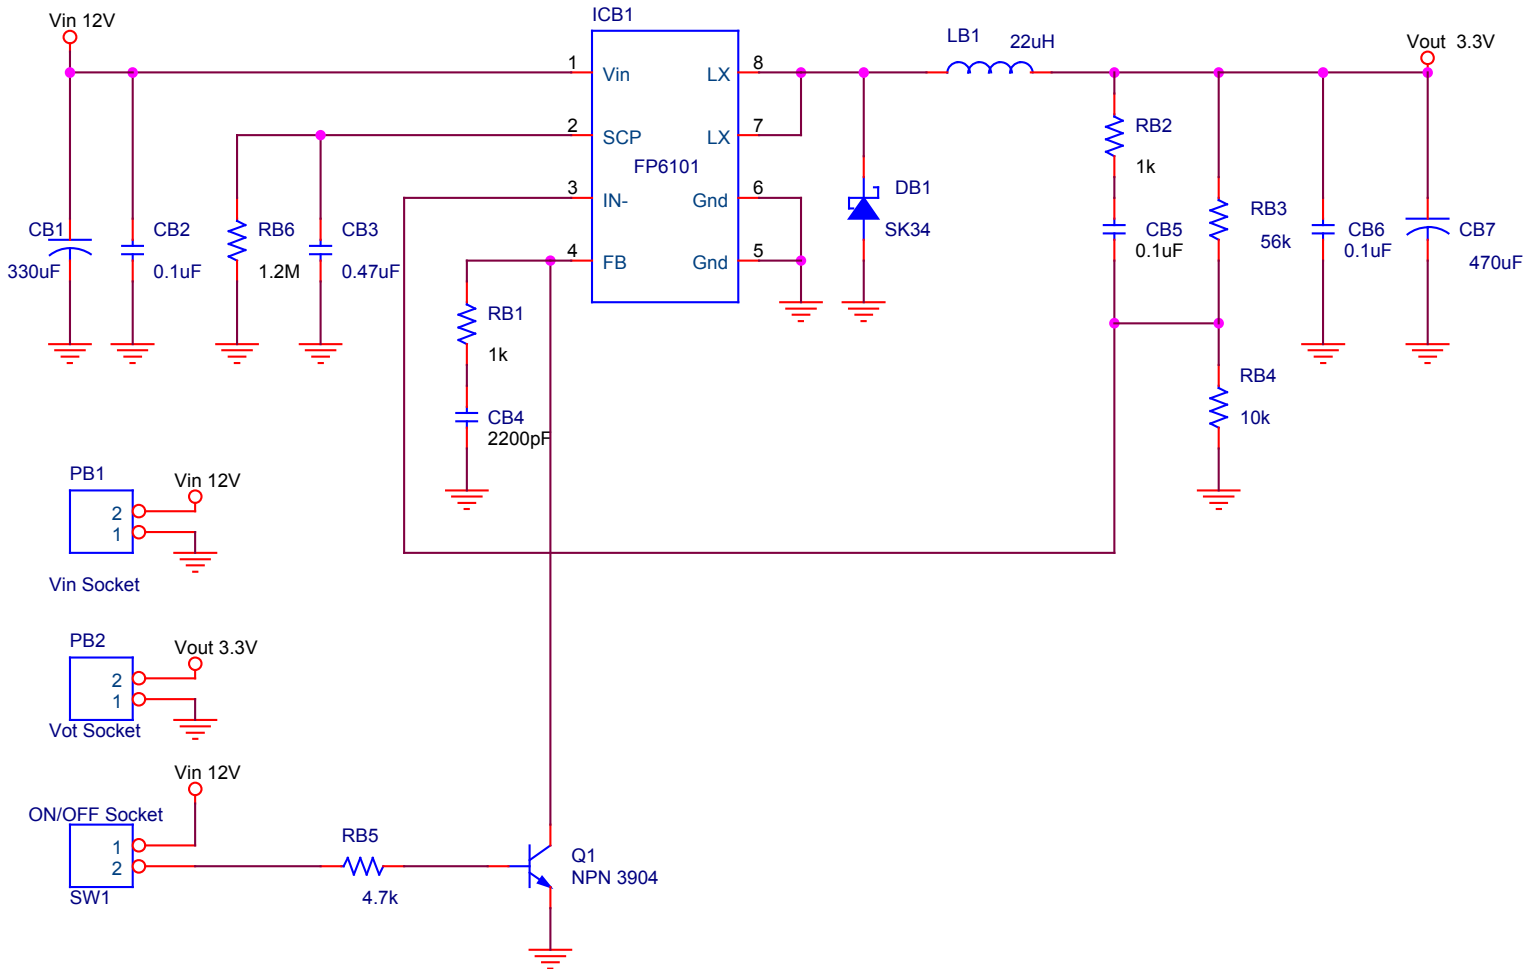 Vin 12V
ICB1
LB1
22uH
Vout 3.3V
1
Vin
LX
8
2
SCP
LX
7
FP6101
3
IN-
Gnd
6
4
FB
Gnd
5
RB2
1k
DB1
SK34
CB1
330uF
CB2
0.1uF
RB6
1.2M
CB3
0.47uF
CB5
0.1uF
RB3
56k
CB6
0.1uF
CB7
470uF
RB1
1k
CB4
2200pF
RB4
10k
PB1
Vin 12V
2
1
Vin Socket
PB2
Vout 3.3V
2
1
Vot Socket
Vin 12V
ON/OFF Socket
1
2
SW1
RB5
4.7k
Q1
NPN 3904